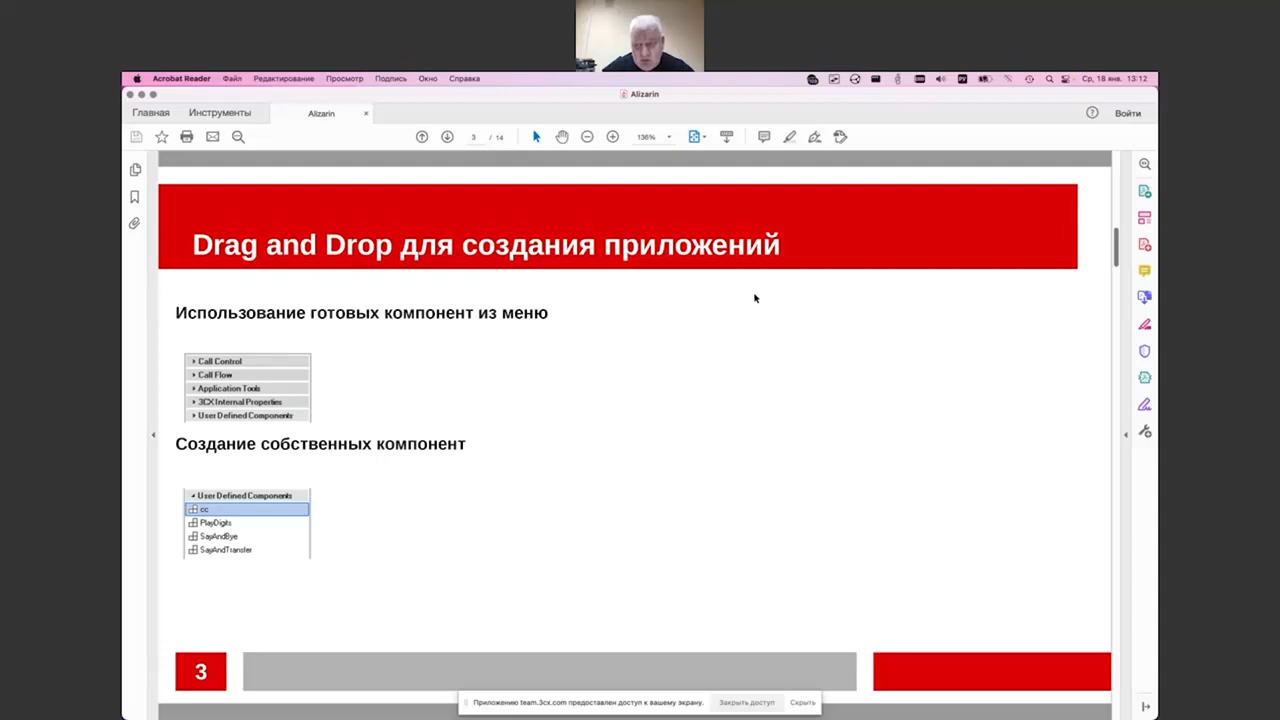 Acrobat Reader Файл Редактирование Просмотр Подпись Окно Справка
Ср, 18 янв. 13:12
Alizarin
Главная Инструменты Alizarin × Войти
3 / 14 136%
Drag and Drop для создания приложений
Использование готовых компонент из меню
Call Control
Call Flow
Application Tools
3CX Internal Properties
User Defined Components
Создание собственных компонент
User Defined Components
cc
PlayDigits
SayAndBye
SayAndTransfer
3
Приложению team.3cx.com предоставлен доступ к вашему экрану. Закрыть доступ Скрыть